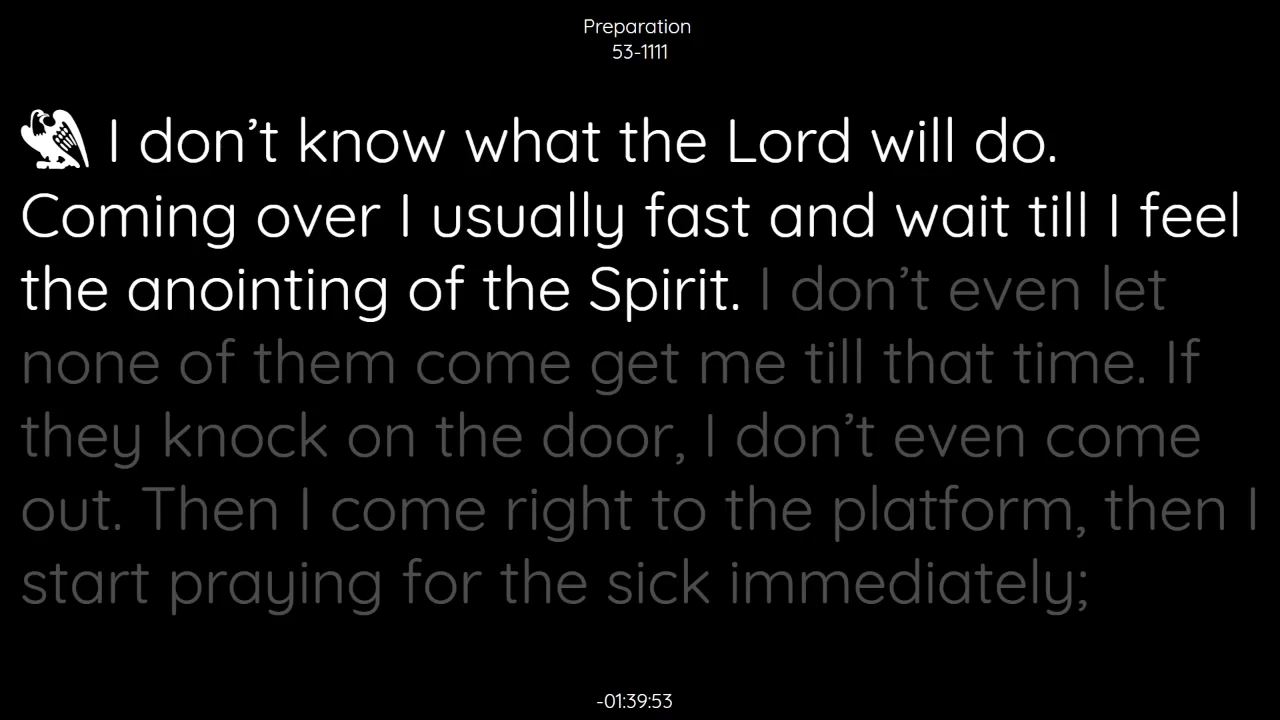 Preparation
53-1111
I don’t know what the Lord will do.
Coming over I usually fast and wait till I feel
the anointing of the Spirit. I don’t even let
none of them come get me till that time. If
they knock on the door, I don’t even come
out. Then I come right to the platform, then I
start praying for the sick immediately;
-01:39:53